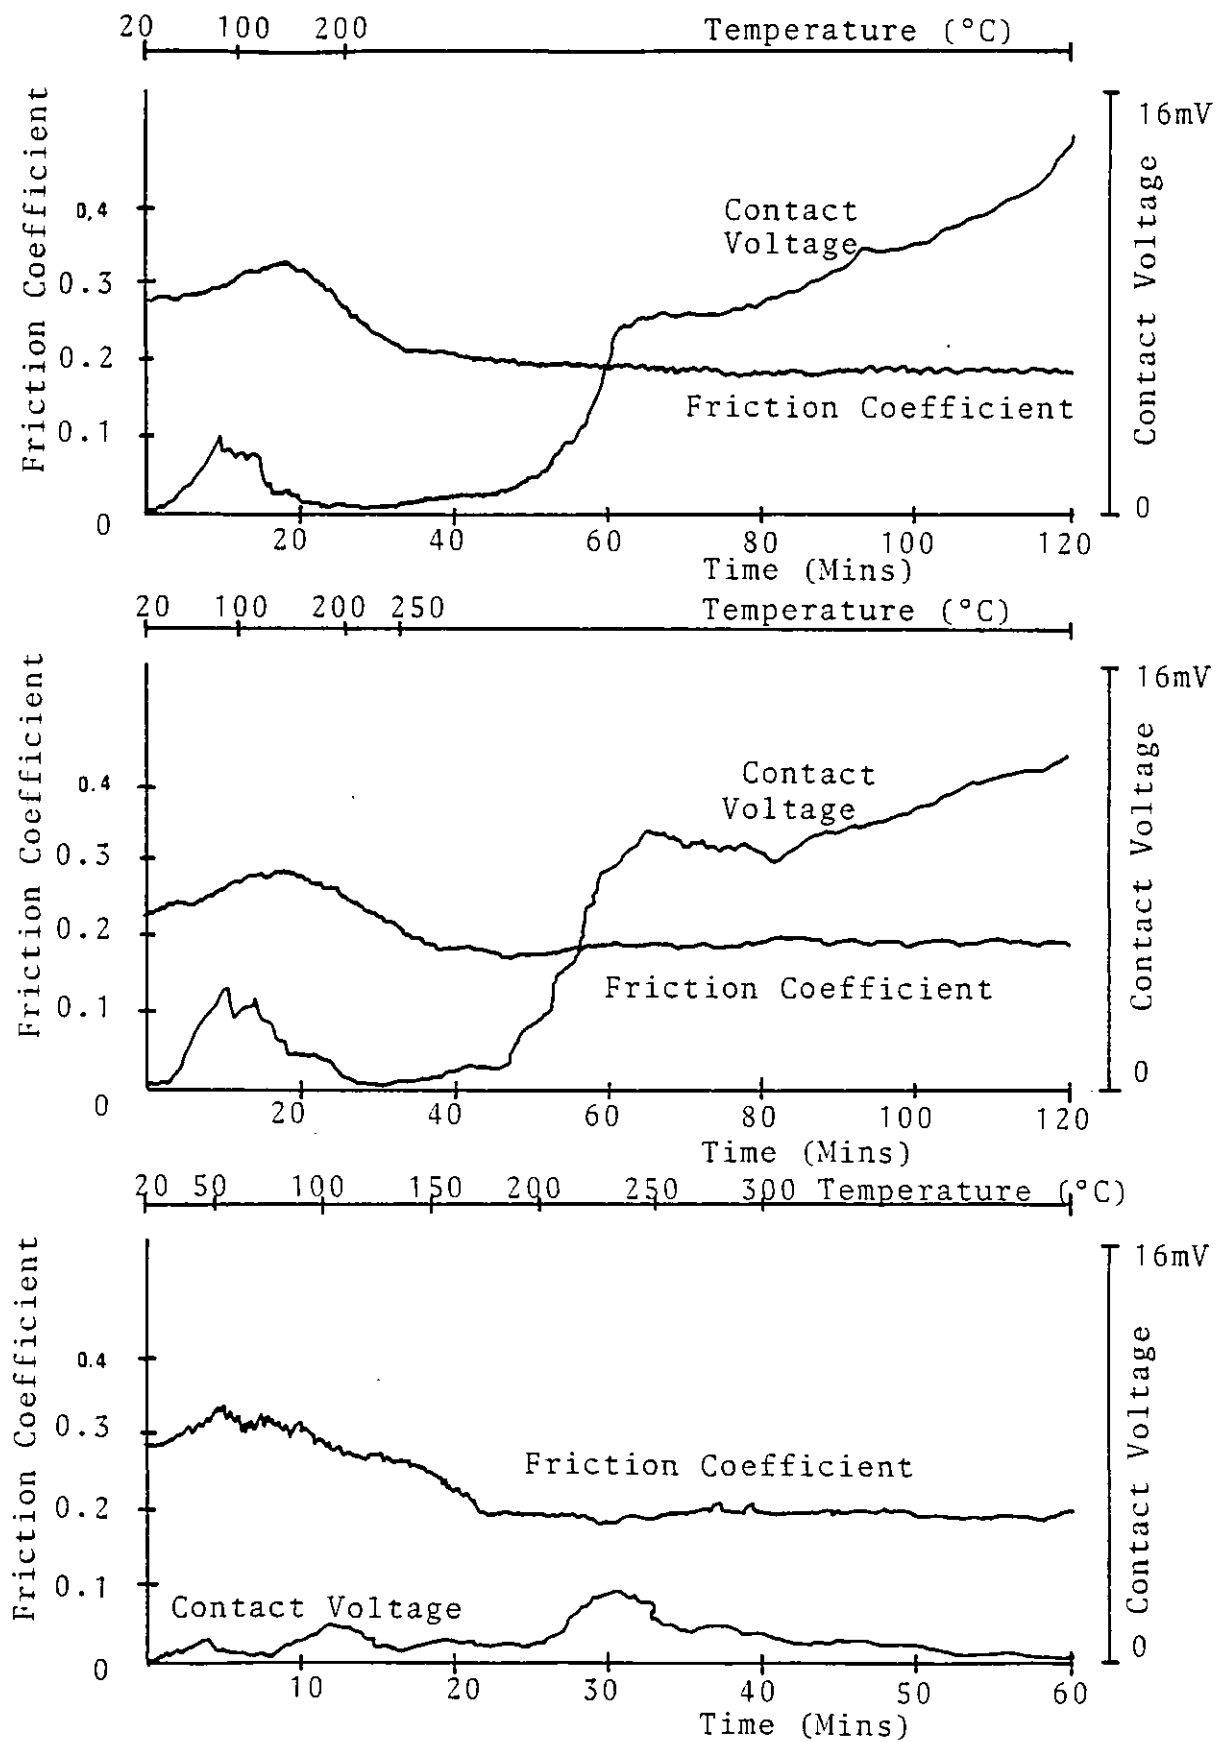 20 100 200 Temperature (°C)
Friction Coefficient
0,4
0.3
0.2
0.1
0
Contact
Voltage
Friction Coefficient
16mV
Contact Voltage
0
20 40 60 80 100 120
Time (Mins)
20 100 200 250 Temperature (°C)
Friction Coefficient
0.4
0.3
0.2
0.1
0
Contact
Voltage
Friction Coefficient
16mV
Contact Voltage
0
20 40 60 80 100 120
Time (Mins)
20 50 100 150 200 250 300 Temperature (°C)
Friction Coefficient
0.4
0.3
0.2
0.1
0
Friction Coefficient
Contact Voltage
16mV
Contact Voltage
0
10 20 30 40 50 60
Time (Mins)